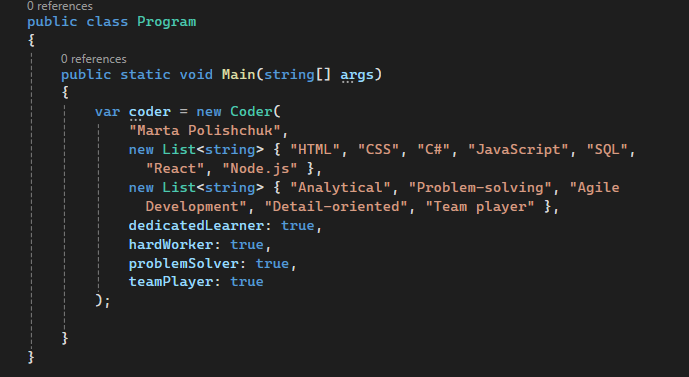 0 references
public class Program
{
0 references
public static void Main(string[] args)
{
var coder = new Coder(
"Marta Polishchuk",
new List<string> { "HTML", "CSS", "C#", "JavaScript", "SQL",
"React", "Node.js" },
new List<string> { "Analytical", "Problem-solving", "Agile
Development", "Detail-oriented", "Team player" },
dedicatedLearner: true,
hardWorker: true,
problemSolver: true,
teamPlayer: true
);
}
}